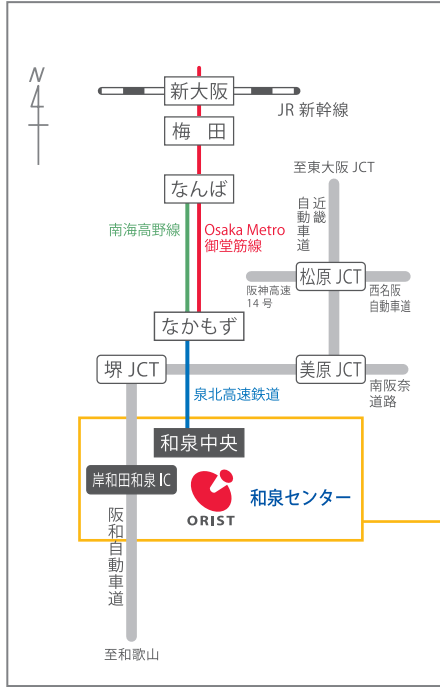 N
新大阪
JR 新幹線
梅 田
至東大阪 JCT
なんば
近畿
自動車道
南海高野線
Osaka Metro
御堂筋線
松原 JCT
阪神高速
14 号
西名阪
自動車道
なかもず
堺 JCT
美原 JCT
泉北高速鉄道
南阪奈
道路
和泉中央
岸和田和泉 IC
和泉センター
ORIST
阪和自動車道
至和歌山